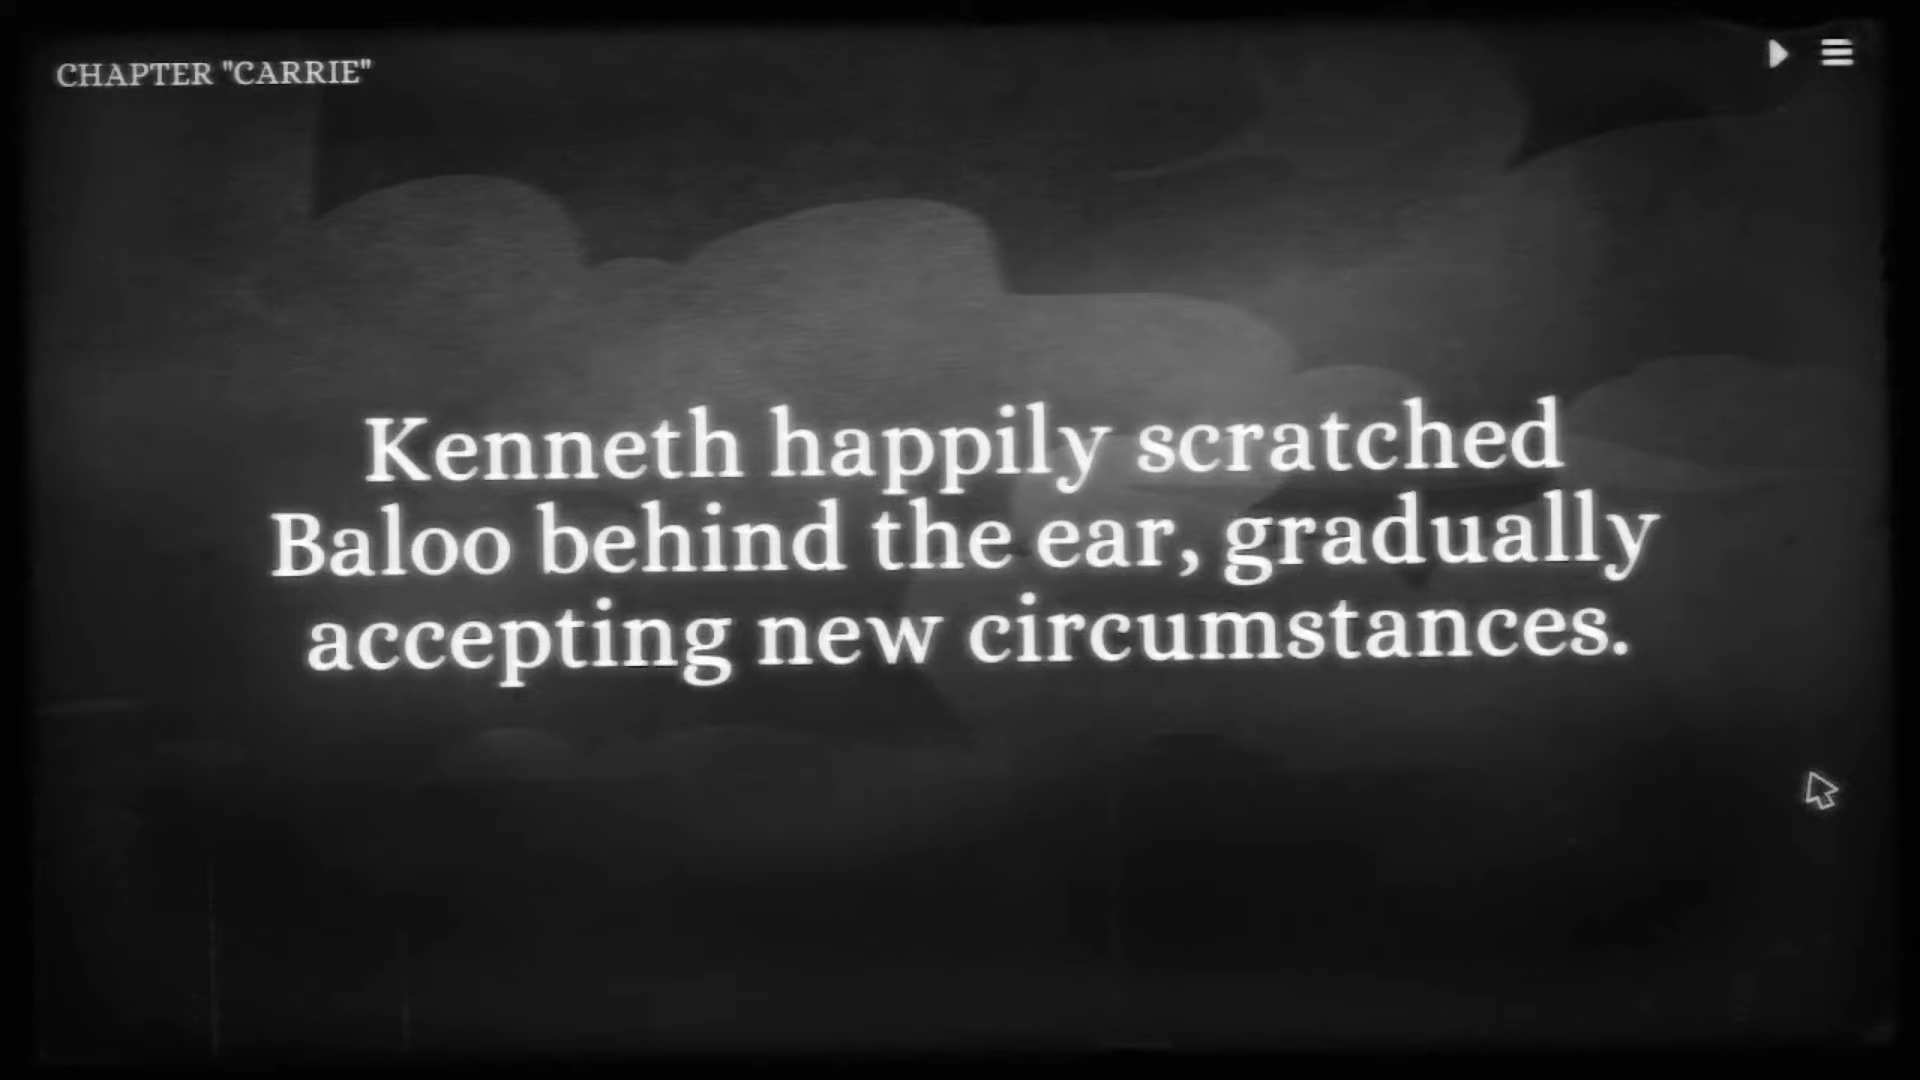 CHAPTER "CARRIE"
Kenneth happily scratched
Baloo behind the ear, gradually
accepting new circumstances.